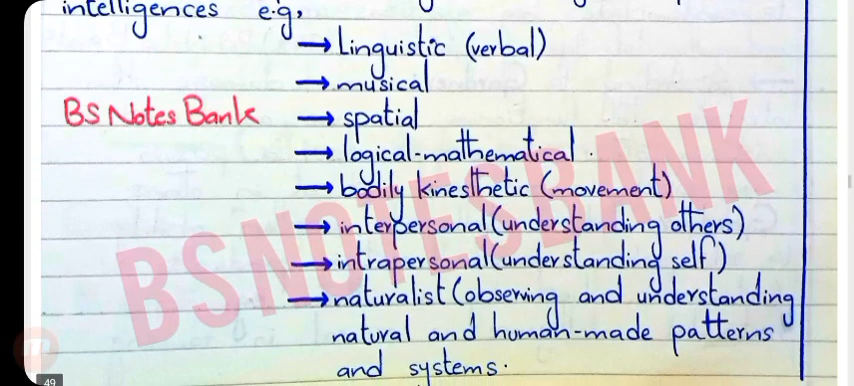 intelligences e.g,
→ Linguistic (verbal)
→ musical
BS Notes Bank → spatial
→ logical-mathematical.
→ bodily kinesthetic (movement)
→ interpersonal (understanding others)
→ intrapersonal (understanding self)
→ naturalist (observing and understanding
natural and human-made patterns
and systems.
BSNOTESBANK
49